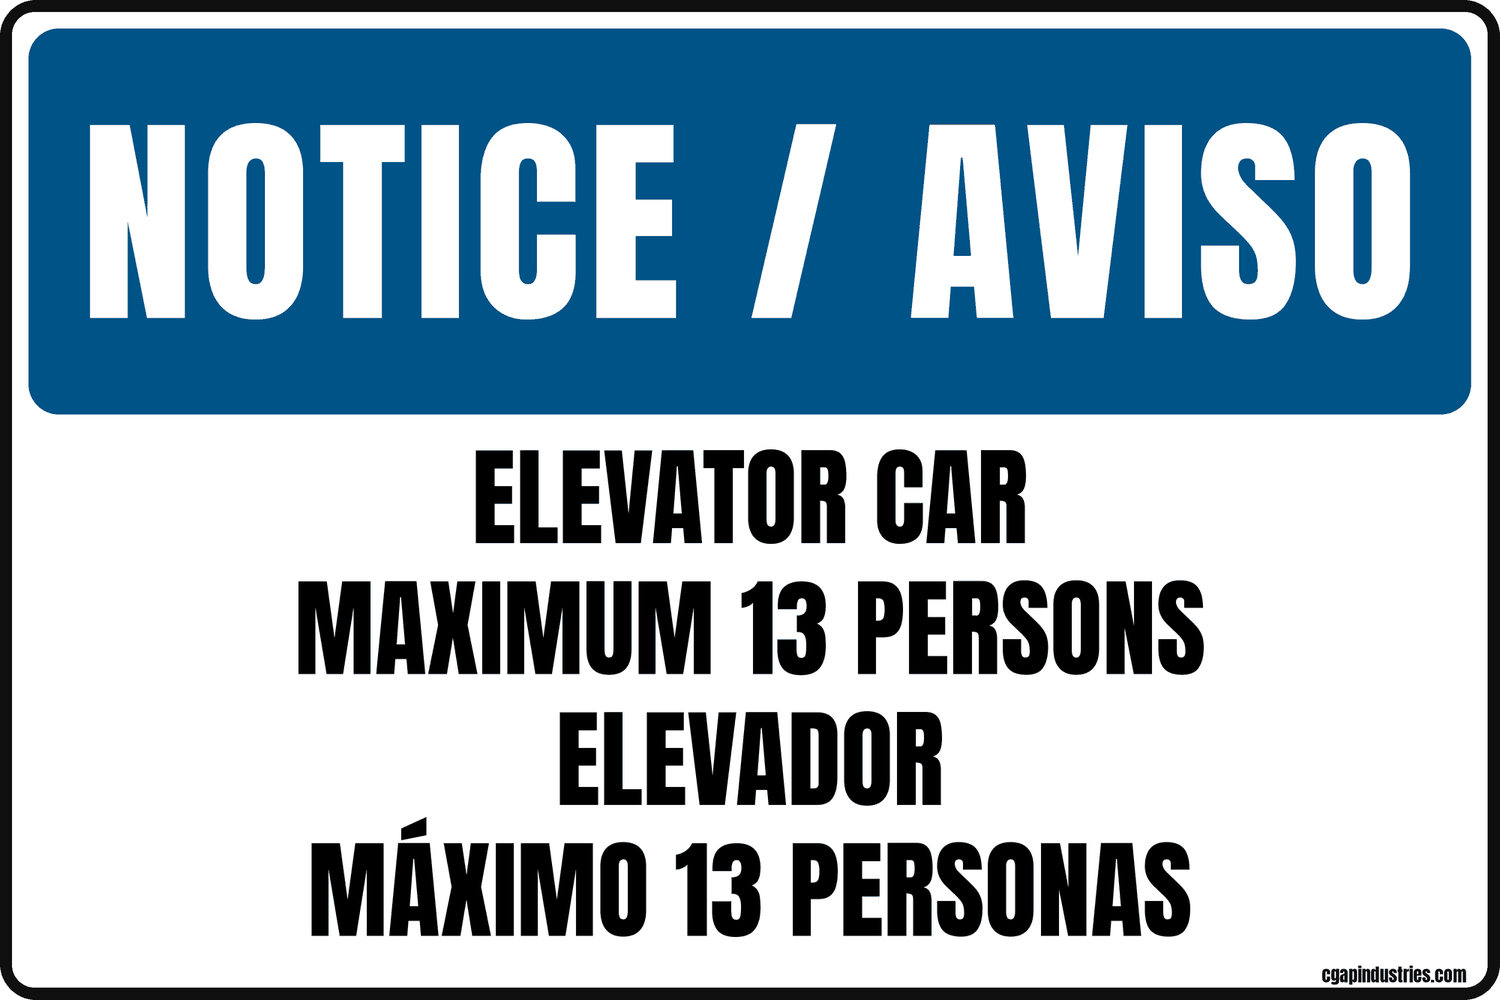 NOTICE / AVISO
ELEVATOR CAR
MAXIMUM 13 PERSONS
ELEVADOR
MÁXIMO 13 PERSONAS
cgapindustries.com